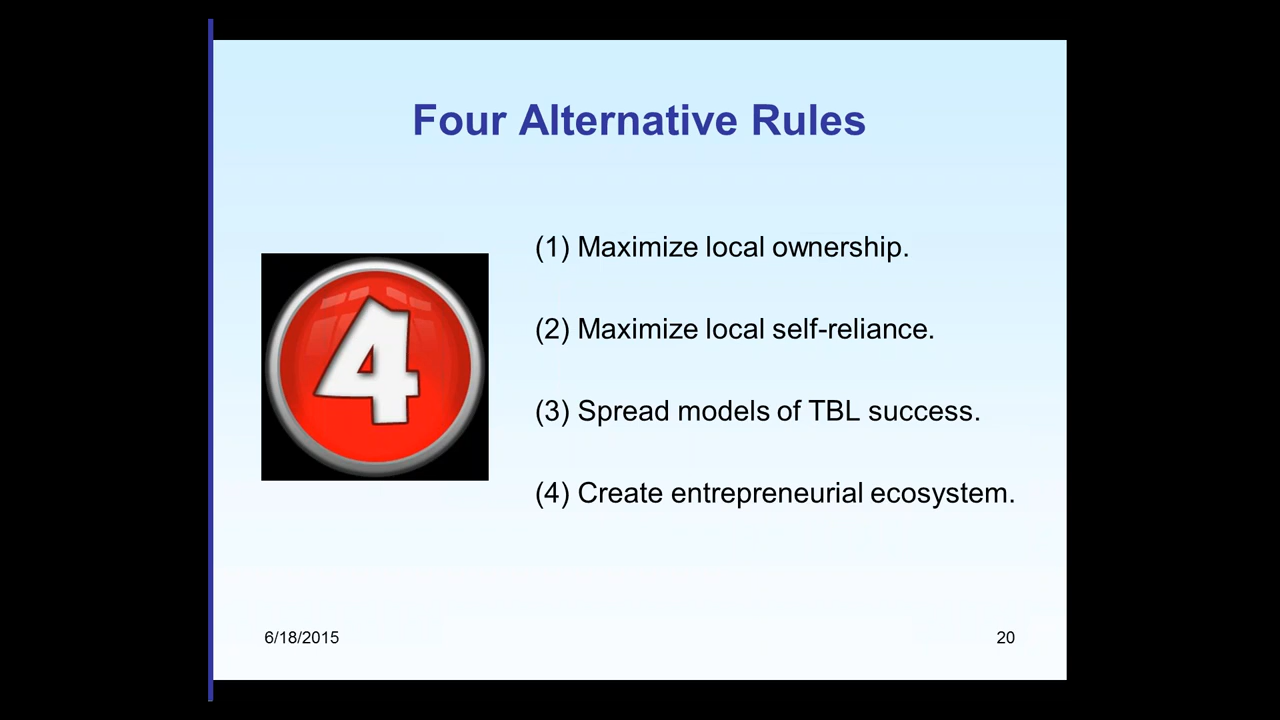 Four Alternative Rules
(1) Maximize local ownership.
(2) Maximize local self-reliance.
4
(3) Spread models of TBL success.
(4) Create entrepreneurial ecosystem.
6/18/2015
20